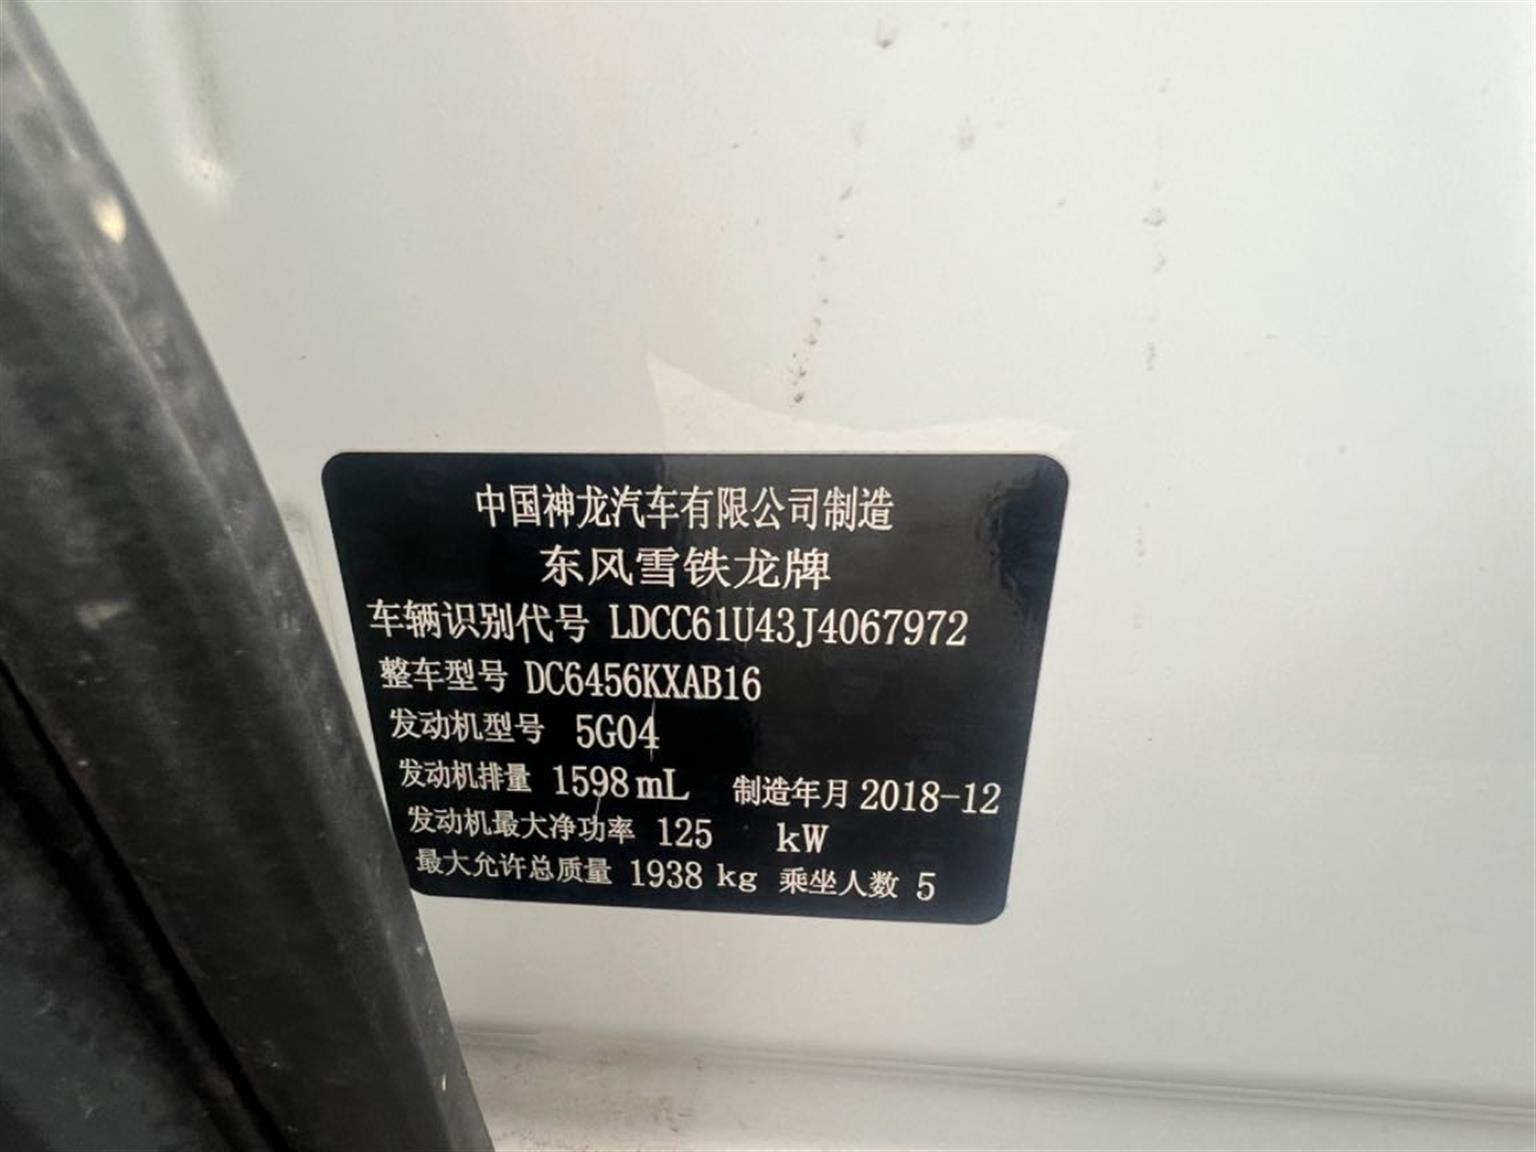 中国神龙汽车有限公司制造
东风雪铁龙牌
车辆识别代号 LDCC61U43J4067972
整车型号 DC6456KXAB16
发动机型号 5G04
发动机排量 1598 mL 制造年月 2018-12
发动机最大净功率 125 kW
最大允许总质量 1938 kg 乘坐人数 5